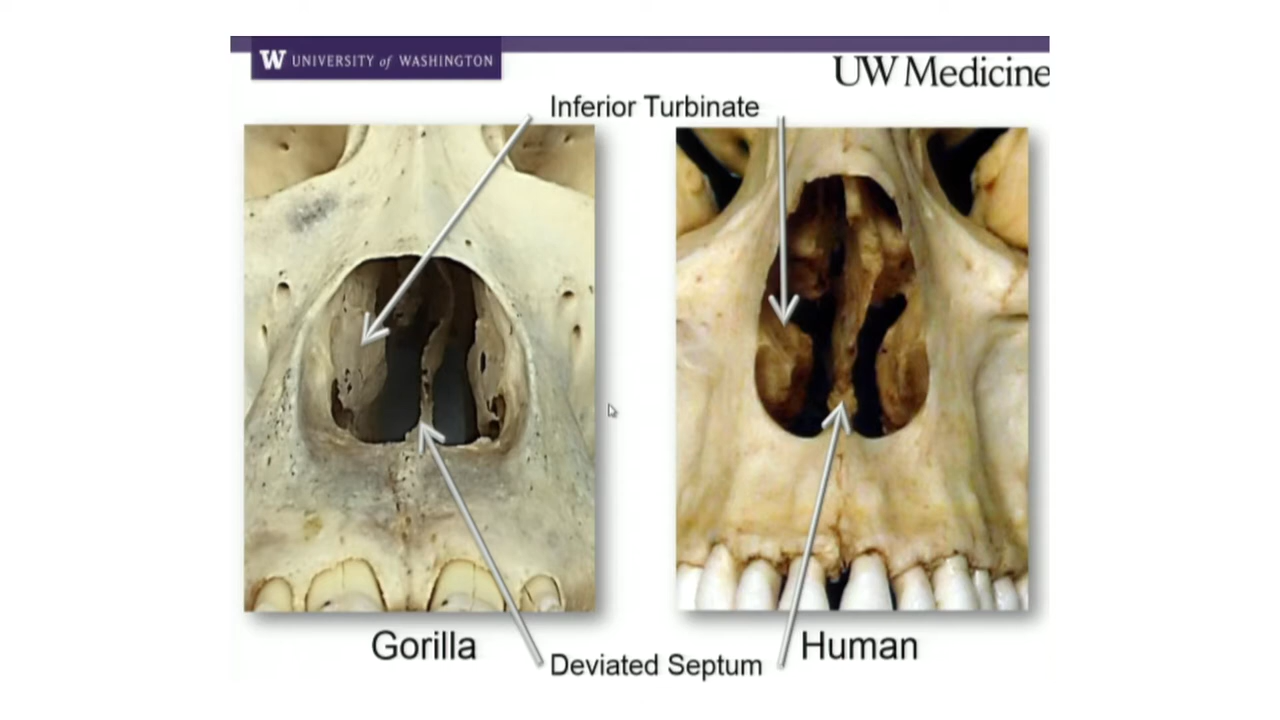 W UNIVERSITY of WASHINGTON
UW Medicine
Inferior Turbinate
Gorilla
Human
Deviated Septum